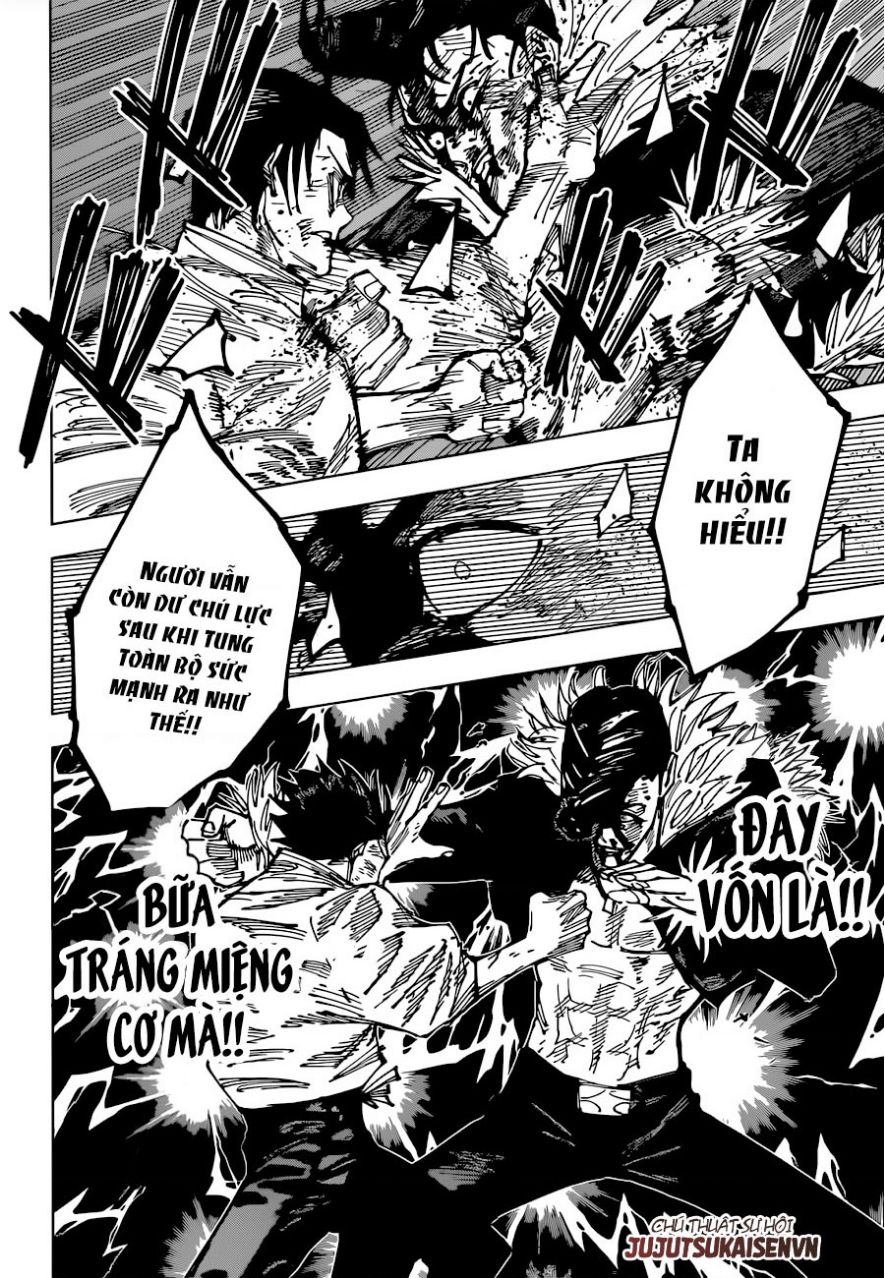 TA
KHÔNG
HIỂU!!
NGƯƠI VẪN
CÒN DƯ CHÚ LỰC
SAU KHI TUNG
TOÀN BỘ SỨC
MẠNH RA NHƯ
THẾ!!
ĐÂY
VỐN LÀ!!
BỮA
TRÁNG MIỆNG
CƠ MÀ!!
CHÚ THUẬT SƯ HỘI
JUJUTSUKAISENVN